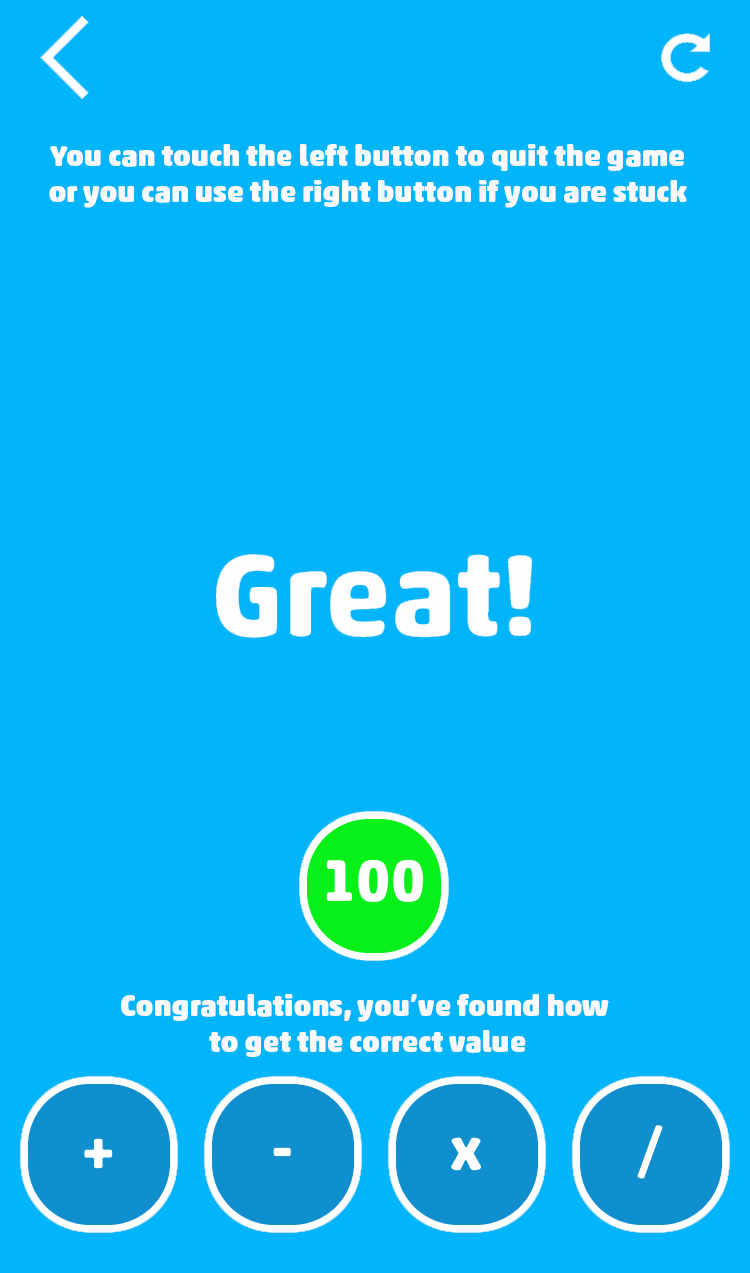 You can touch the left button to quit the game
or you can use the right button if you are stuck
Great!
100
Congratulations, you've found how
to get the correct value
+ - x /